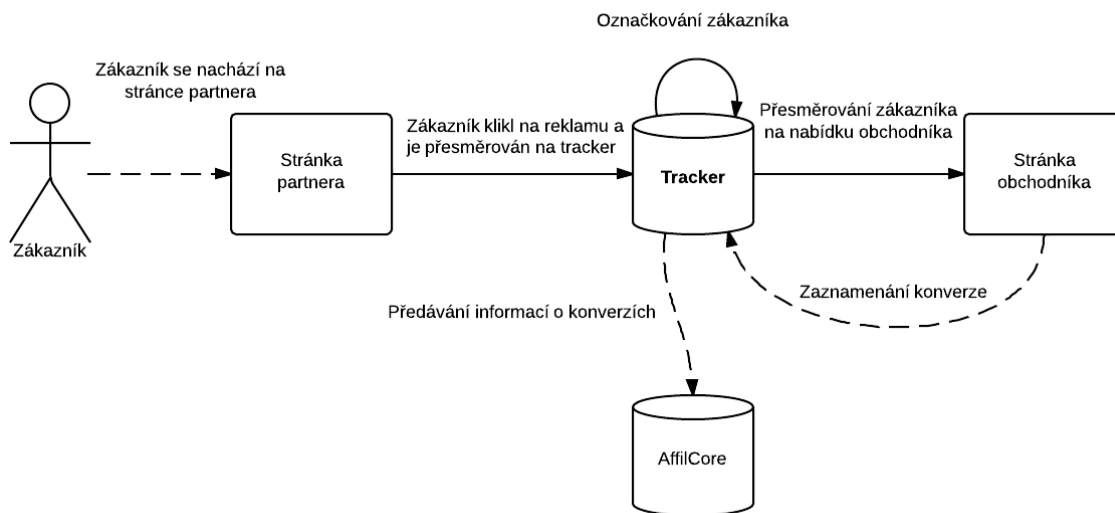 Označkování zákazníka
Zákazník se nachází na
stránce partnera
Zákazník klikl na reklamu a
je přesměrován na tracker
Přesměrování zákazníka
na nabídku obchodníka
Stránka
partnera
Tracker
Stránka
obchodníka
Zákazník
Zaznamenání konverze
Předávání informací o konverzích
AffilCore